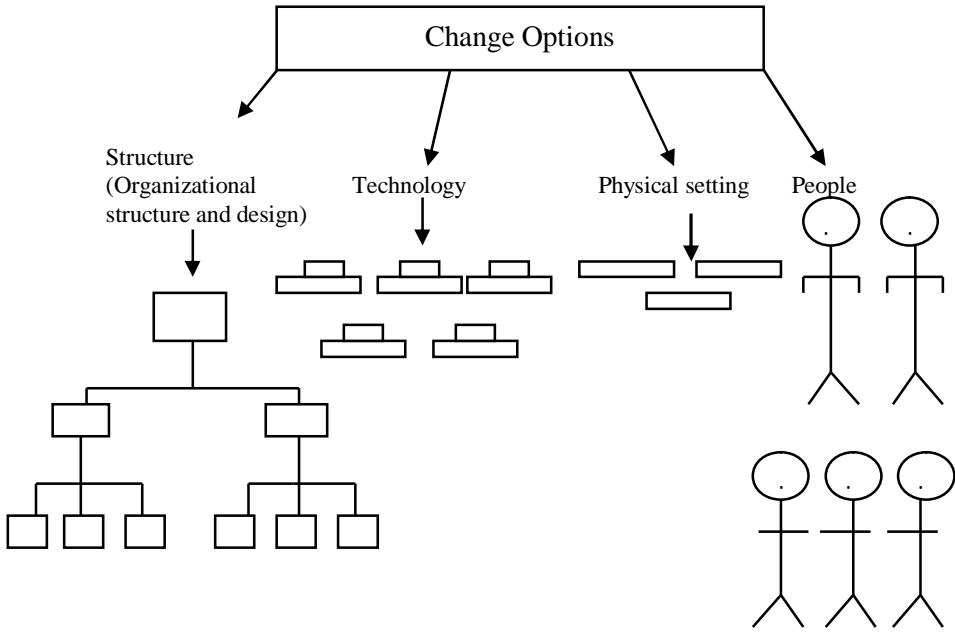 Change Options
Structure
(Organizational
structure and design)
Technology
Physical setting
People